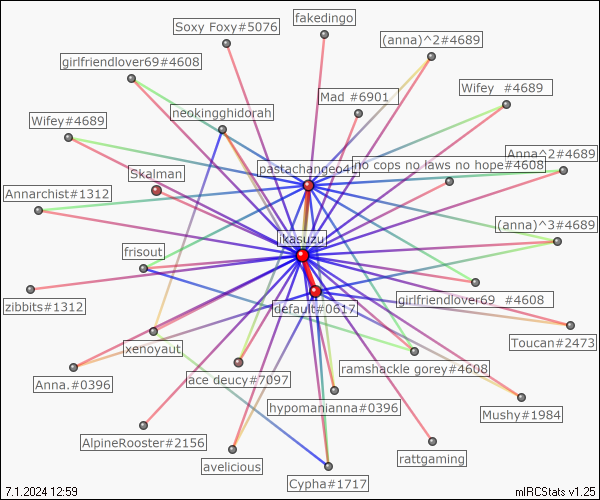 fakedingo
Soxy Foxy#5076
(anna)^2#4689
girlfriendlover69#4608
Wifey #4689
Mad #6901
neokingghidorah
Wifey#4689
Anna^2#4689
no cops no laws no hope#4608
pastachangeo4
Skalman
Annarchist#1312
(anna)^3#4689
jkasuzu
frisout
zibbits#1312
girlfriendlover69 #4608
default#0617
Toucan#2473
xenoyaut
ramshackle gorey#4608
Anna.#0396
ace deucy#7097
hypomanianna#0396
Mushy#1984
AlpineRooster#2156
rattgaming
avelicious
Cypha#1717
7.1.2024 12:59
mIRCStats v1.25